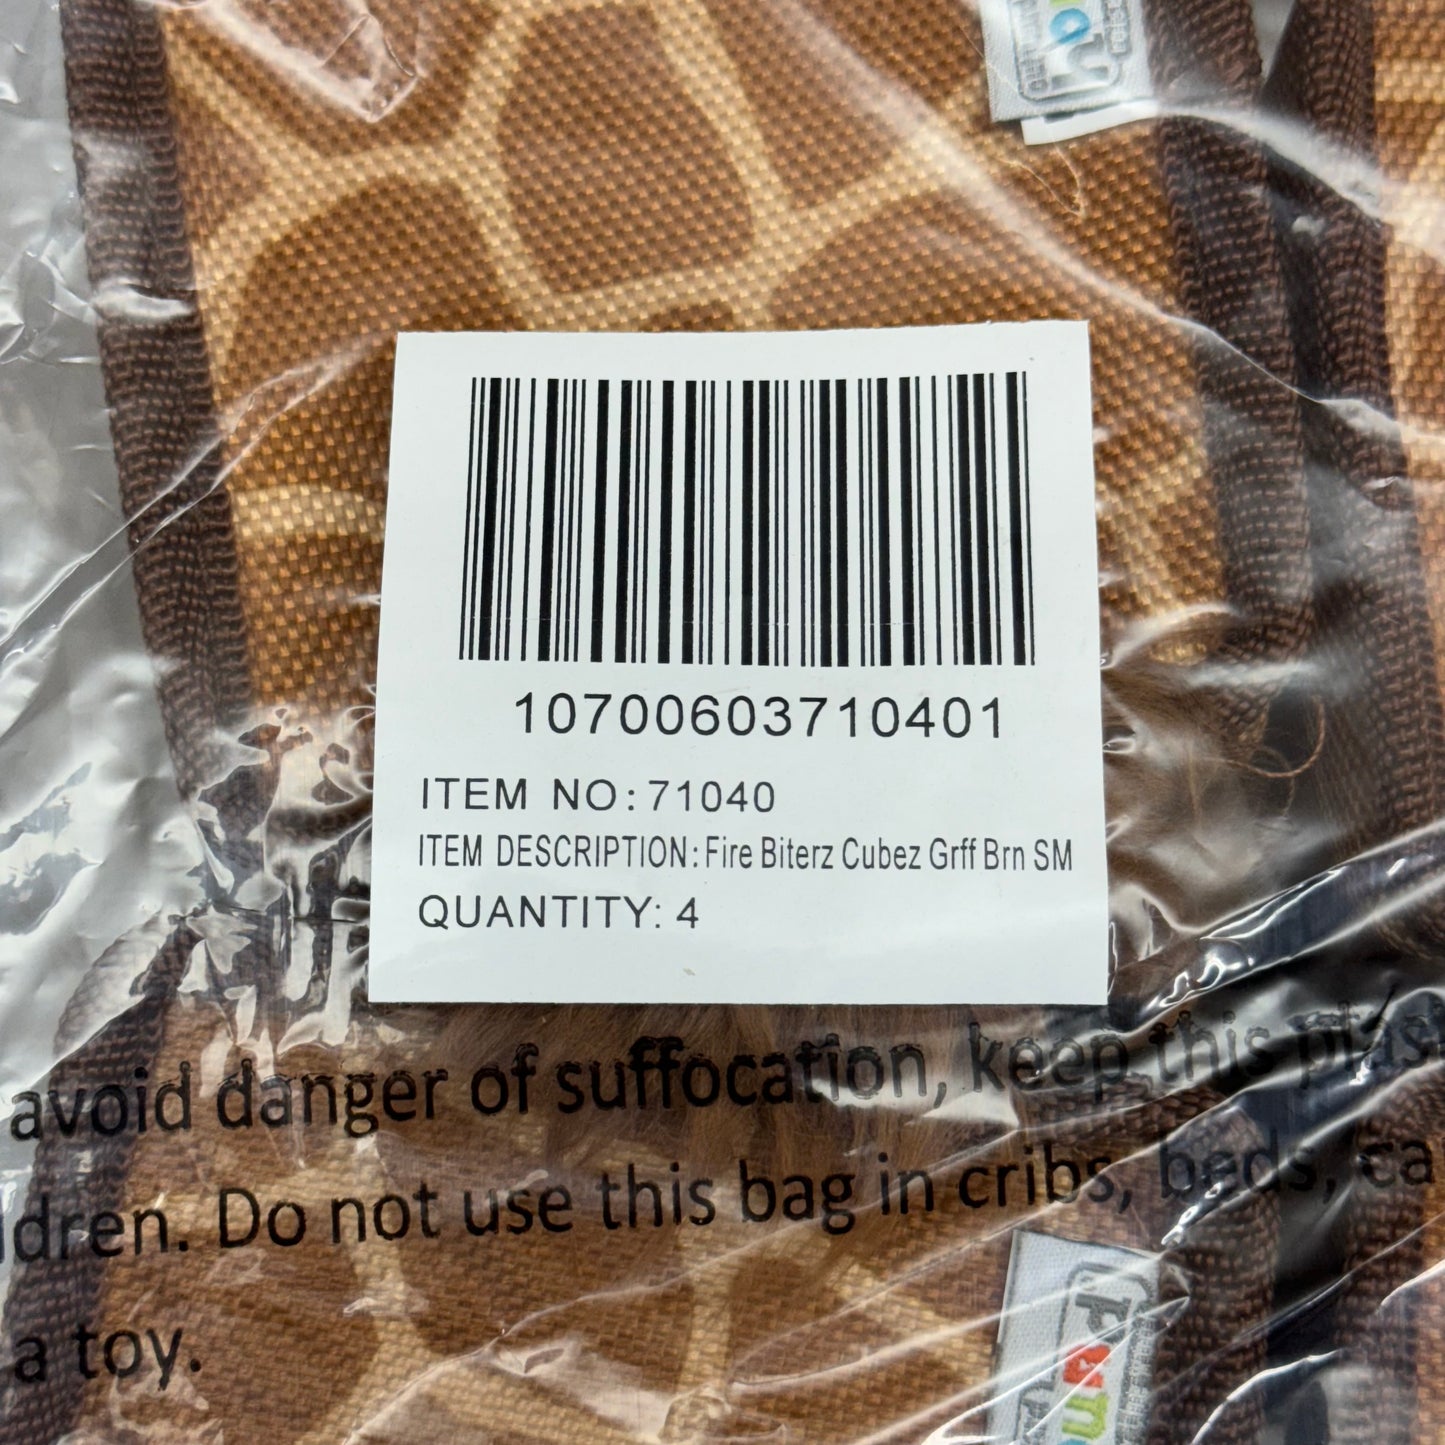 10700603710401
ITEM NO: 71040
ITEM DESCRIPTION: Fire Biterz Cubez Grff Brn SM
QUANTITY: 4
avoid danger of suffocation, keep this
Do not use this bag in cribs, beds,
a toy.